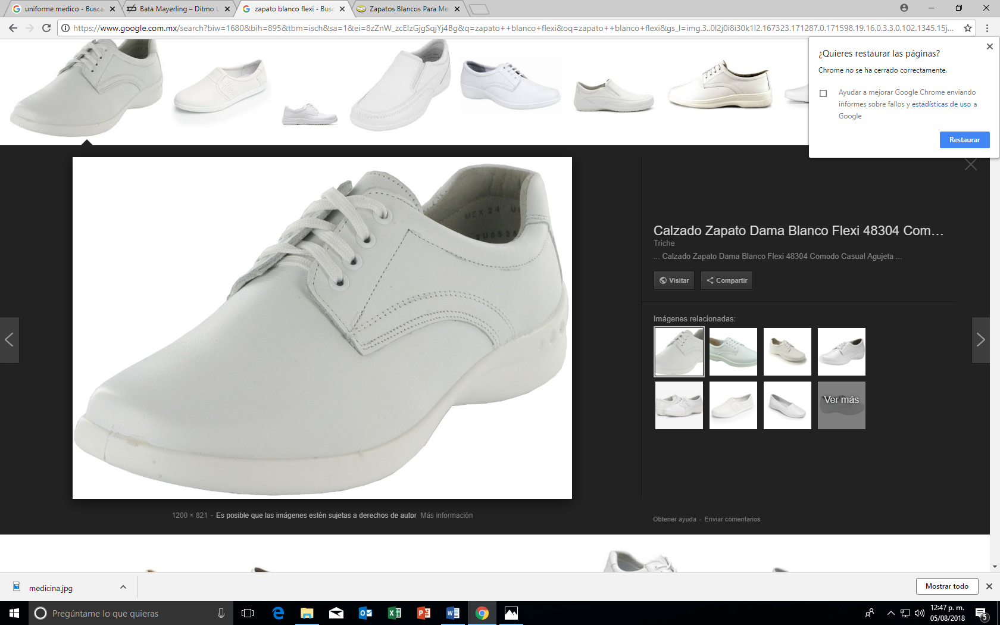 uniforme medico - Busca
Bata Mayerling – Ditmo U
zapato blanco flexi - Busc
Zapatos Blancos Para Me
https://www.google.com.mx/search?biw=1680&bih=895&tbm=isch&sa=1&ei=8zZnW_zcElzGjgSqjYj4Bg&q=zapato++blanco+flexi&oq=zapato++blanco+flexi&gs_l=img.3..0l2j0i8i30k1l2.167323.171287.0.171598.19.16.0.3.3.0.102.1345.15j...
¿Quieres restaurar las páginas?
Chrome no se ha cerrado correctamente.
Ayudar a mejorar Google Chrome enviando
informes sobre fallos y estadísticas de uso a
Google
Restaurar
MEX 24
Calzado Zapato Dama Blanco Flexi 48304 Com...
Triche
... Calzado Zapato Dama Blanco Flexi 48304 Comodo Casual Agujeta ...
Visitar
Compartir
Imágenes relacionadas:
Ver más
1200 × 821 - Es posible que las imágenes estén sujetas a derechos de autor Más información
Obtener ayuda - Enviar comentarios
medicina.jpg
Mostrar todo
Pregúntame lo que quieras
12:47 p. m.
05/08/2018
5